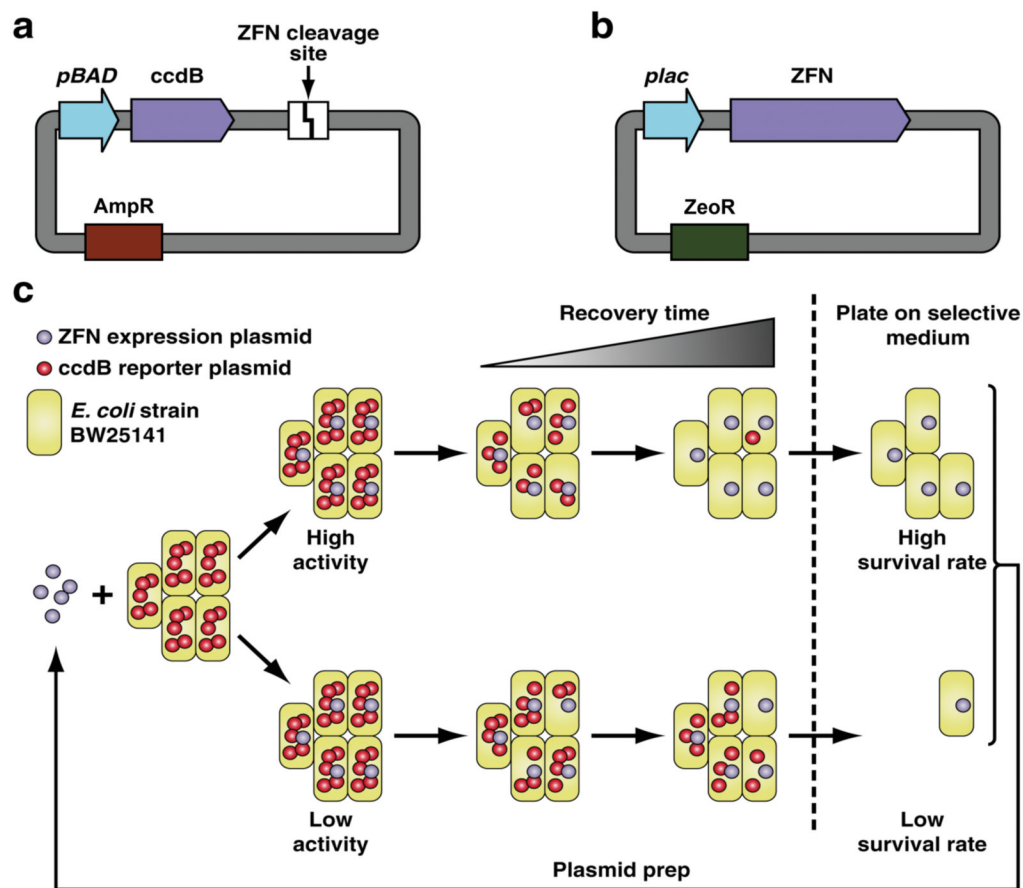 a
ZFN cleavage
site
pBAD
ccdB
AmpR
b
plac
ZFN
ZeoR
c
ZFN expression plasmid
ccdB reporter plasmid
E. coli strain
BW25141
Recovery time
Plate on selective
medium
High
activity
High
survival rate
Low
activity
Low
survival rate
Plasmid prep